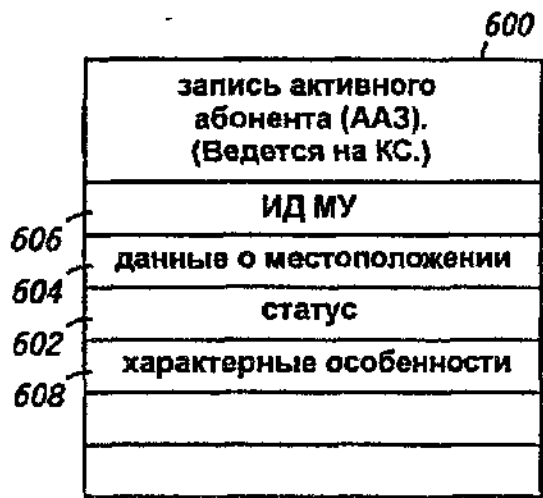 600
запись активного
абонента (ААЗ).
(Ведется на КС.)
ИД МУ
606
данные о местоположении
604
статус
602
характерные особенности
608